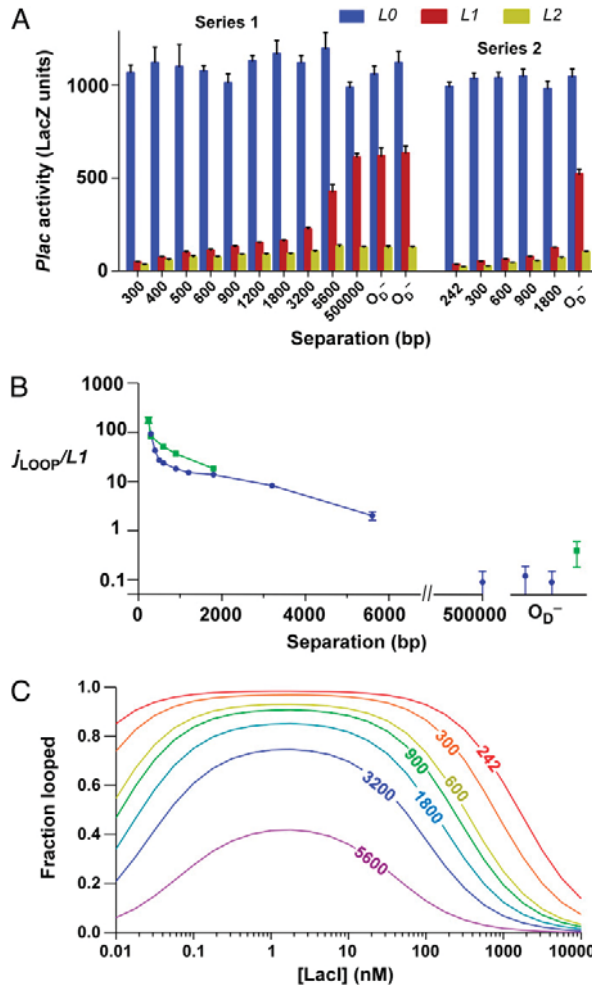 A
Series 1
L0 L1 L2
Series 2
Plac activity (LacZ units)
1000
500
0
300 400 500 600 900 1200 1800 3200 5600 500000 OD− OD− 242 300 600 900 1800 OD−
Separation (bp)
B
jLOOP/L1
1000
100
10
1
0.1
0 2000 4000 6000 // 500000 OD−
Separation (bp)
C
Fraction looped
1.0
0.8
0.6
0.4
0.2
0.0
242
300
600
900
1800
3200
5600
0.01 0.1 1 10 100 1000 10000
[LacI] (nM)